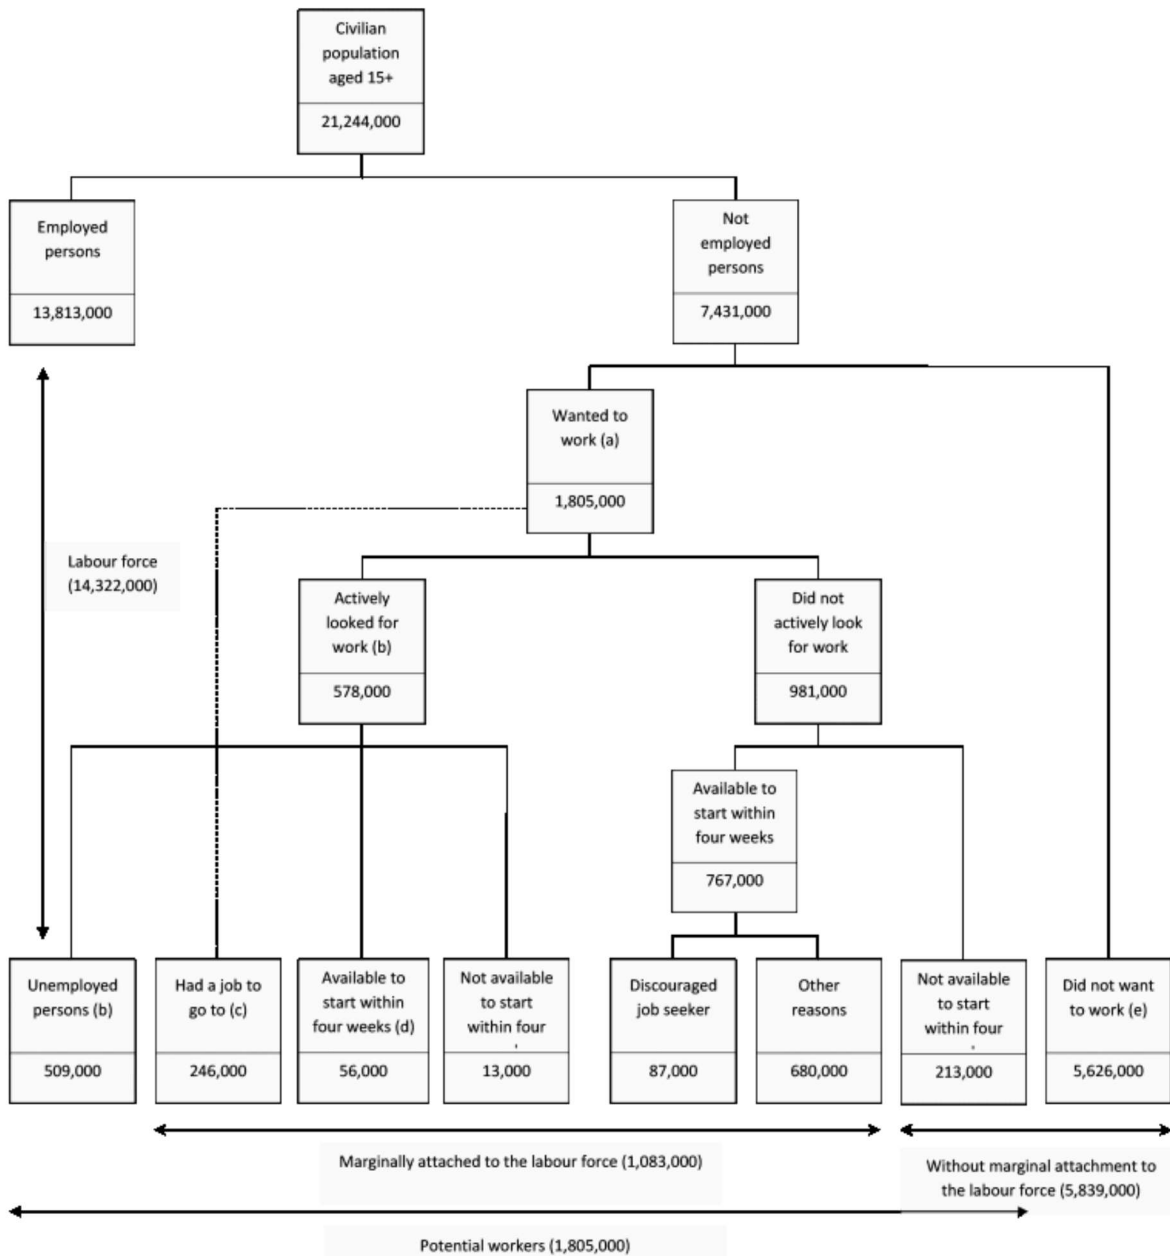 Civilian
population
aged 15+
21,244,000
Employed
persons
13,813,000
Not
employed
persons
7,431,000
Wanted to
work (a)
1,805,000
Labour force
(14,322,000)
Actively
looked for
work (b)
578,000
Did not
actively look
for work
981,000
Available to
start within
four weeks
767,000
Unemployed
persons (b)
509,000
Had a job to
go to (c)
246,000
Available to
start within
four weeks (d)
56,000
Not available
to start
within four
13,000
Discouraged
job seeker
87,000
Other
reasons
680,000
Not available
to start
within four
213,000
Did not want
to work (e)
5,626,000
Marginally attached to the labour force (1,083,000)
Without marginal attachment to
the labour force (5,839,000)
Potential workers (1,805,000)